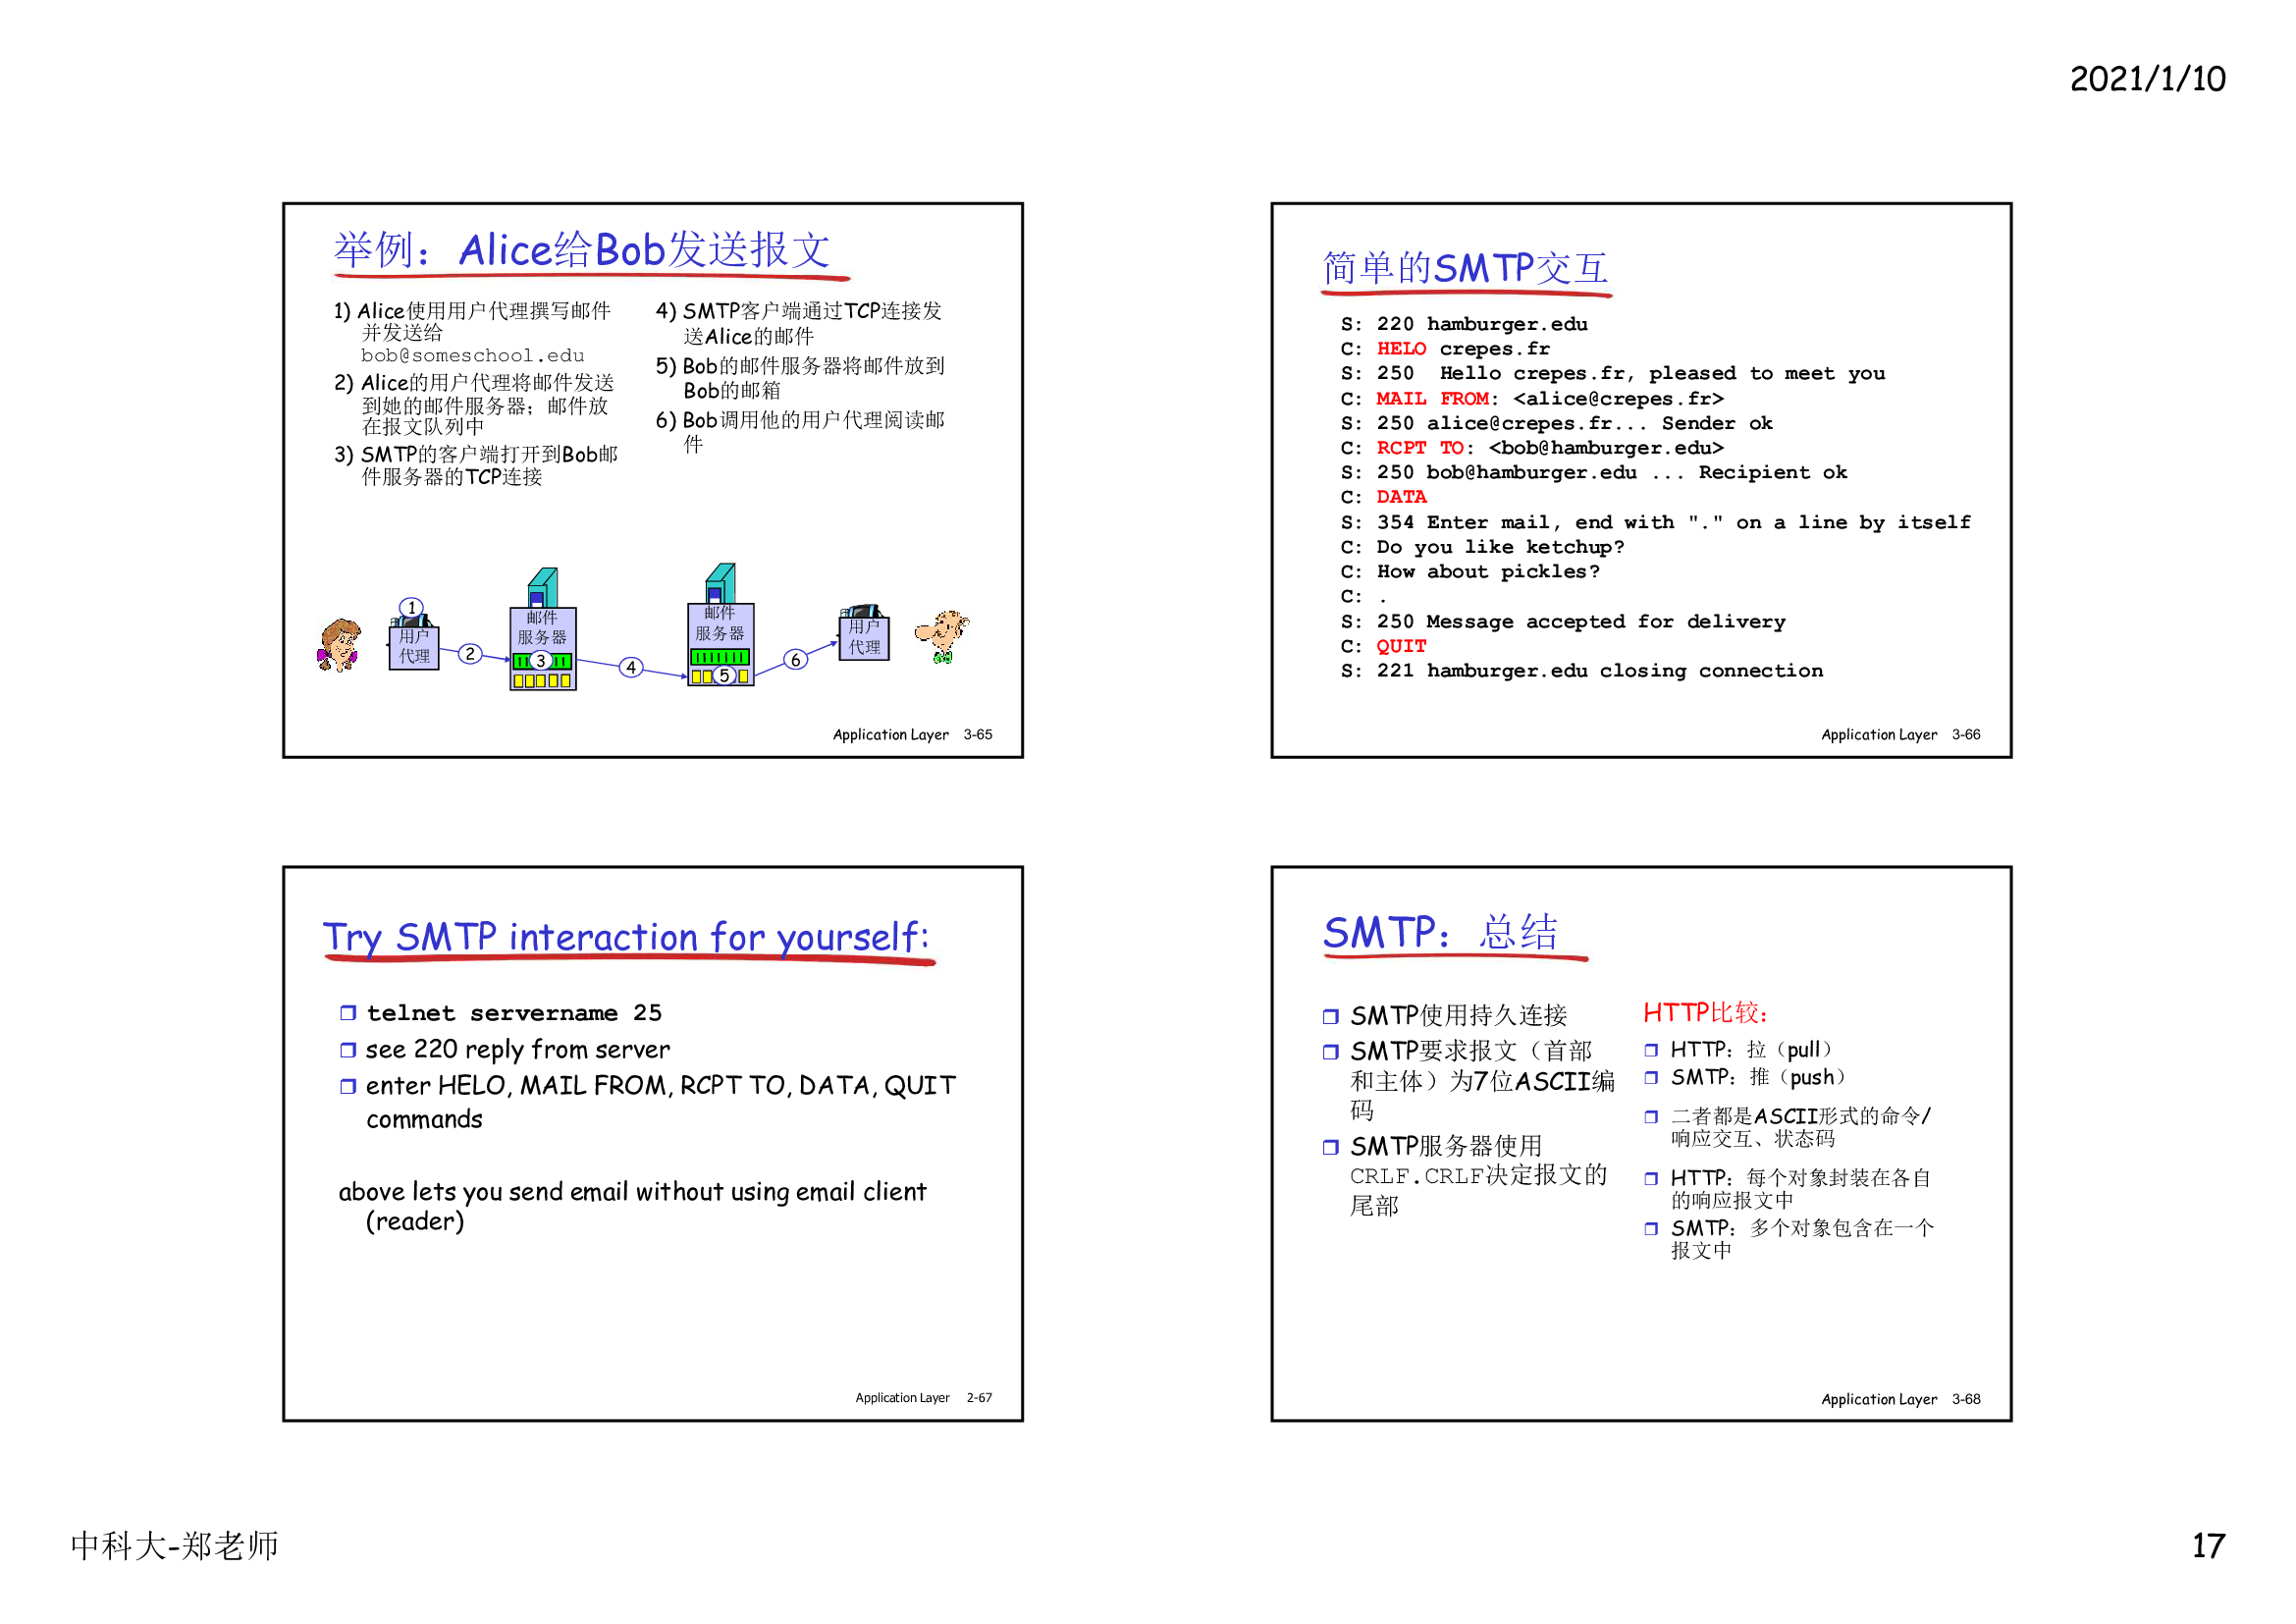 2021/1/10
举例：Alice给Bob发送报文
1) Alice使用用户代理撰写邮件
并发送给
bob@someschool.edu
2) Alice的用户代理将邮件发送
到她的邮件服务器；邮件放
在报文队列中
3) SMTP的客户端打开到Bob邮
件服务器的TCP连接
4) SMTP客户端通过TCP连接发
送Alice的邮件
5) Bob的邮件服务器将邮件放到
Bob的邮箱
6) Bob调用他的用户代理阅读邮
件
1
用户
代理
2
邮件
服务器
3
4
邮件
服务器
5
6
用户
代理
Application Layer 3-65
简单的SMTP交互
S: 220 hamburger.edu
C: HELO crepes.fr
S: 250  Hello crepes.fr, pleased to meet you
C: MAIL FROM: <alice@crepes.fr>
S: 250 alice@crepes.fr... Sender ok
C: RCPT TO: <bob@hamburger.edu>
S: 250 bob@hamburger.edu ... Recipient ok
C: DATA
S: 354 Enter mail, end with "." on a line by itself
C: Do you like ketchup?
C: How about pickles?
C: .
S: 250 Message accepted for delivery
C: QUIT
S: 221 hamburger.edu closing connection
Application Layer 3-66
Try SMTP interaction for yourself:
❒ telnet servername 25
❒ see 220 reply from server
❒ enter HELO, MAIL FROM, RCPT TO, DATA, QUIT
commands
above lets you send email without using email client
(reader)
Application Layer 2-67
SMTP：总结
❒ SMTP使用持久连接
❒ SMTP要求报文（首部
和主体）为7位ASCII编
码
❒ SMTP服务器使用
CRLF.CRLF决定报文的
尾部
HTTP比较：
❒ HTTP：拉（pull）
❒ SMTP：推（push）
❒ 二者都是ASCII形式的命令/
响应交互、状态码
❒ HTTP：每个对象封装在各自
的响应报文中
❒ SMTP：多个对象包含在一个
报文中
Application Layer 3-68
中科大-郑老师
17